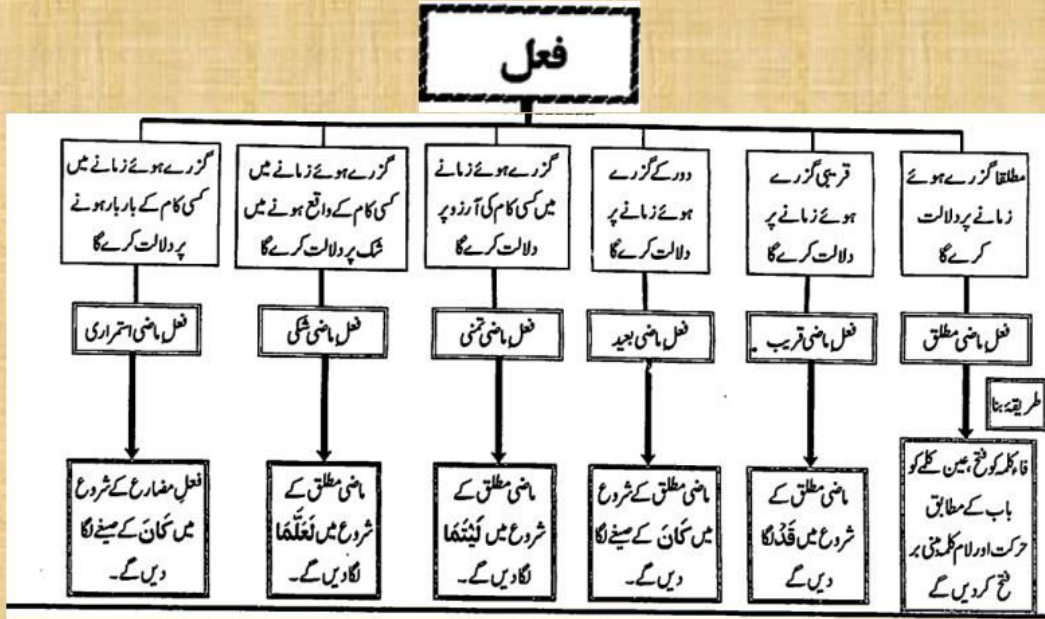 فعل
مطلقا گزرے ہوئے
زمانے پر دلالت
کرے گا
قریبی گزرے
ہوئے زمانے پر
دلالت کرے گا
دور کے گزرے
ہوئے زمانے پر
دلالت کرے گا
گزرے ہوئے زمانے
میں کسی کام کی آرزو پر
دلالت کرے گا
گزرے ہوئے زمانے میں
کسی کام کے واقع ہونے میں
شک پر دلالت کرے گا
گزرے ہوئے زمانے میں
کسی کام کے بار بار ہونے
پر دلالت کرے گا
فعل ماضی مطلق
فعل ماضی قریب
فعل ماضی بعید
فعل ماضی تمنی
فعل ماضی شکی
فعل ماضی استمراری
طریقۂ بنا
فاء کلمہ کو فتح، عین کلمے کو
باب کے مطابق
حرکت اور لام کلمہ مبنی بر
فتح کر دیں گے
ماضی مطلق کے
شروع میں قَدْ لگا
دیں گے
ماضی مطلق کے شروع
میں کَانَ کے صیغے لگا
دیں گے۔
ماضی مطلق کے
شروع میں لَیْتَمَا
لگا دیں گے۔
ماضی مطلق کے
شروع میں لَعَلَّمَا
لگا دیں گے۔
فعلِ مضارع کے شروع
میں کَانَ کے صیغے لگا
دیں گے۔